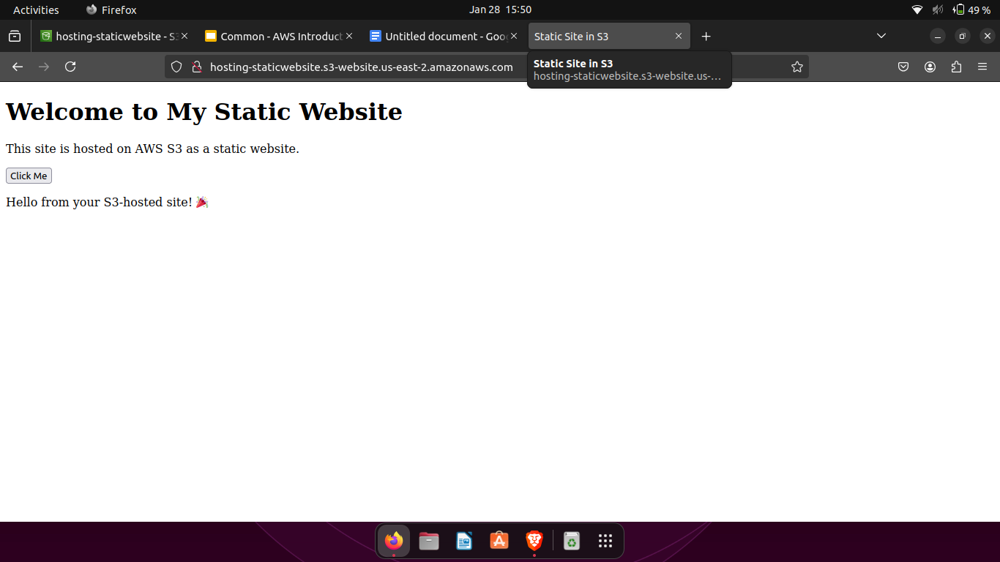 Activities Firefox Jan 28 15:50 49 %
hosting-staticwebsite - S3 Common - AWS Introduct Untitled document - Goo Static Site in S3
hosting-staticwebsite.s3-website.us-east-2.amazonaws.com
Static Site in S3
hosting-staticwebsite.s3-website.us-…
Welcome to My Static Website
This site is hosted on AWS S3 as a static website.
Click Me
Hello from your S3-hosted site! 🎉